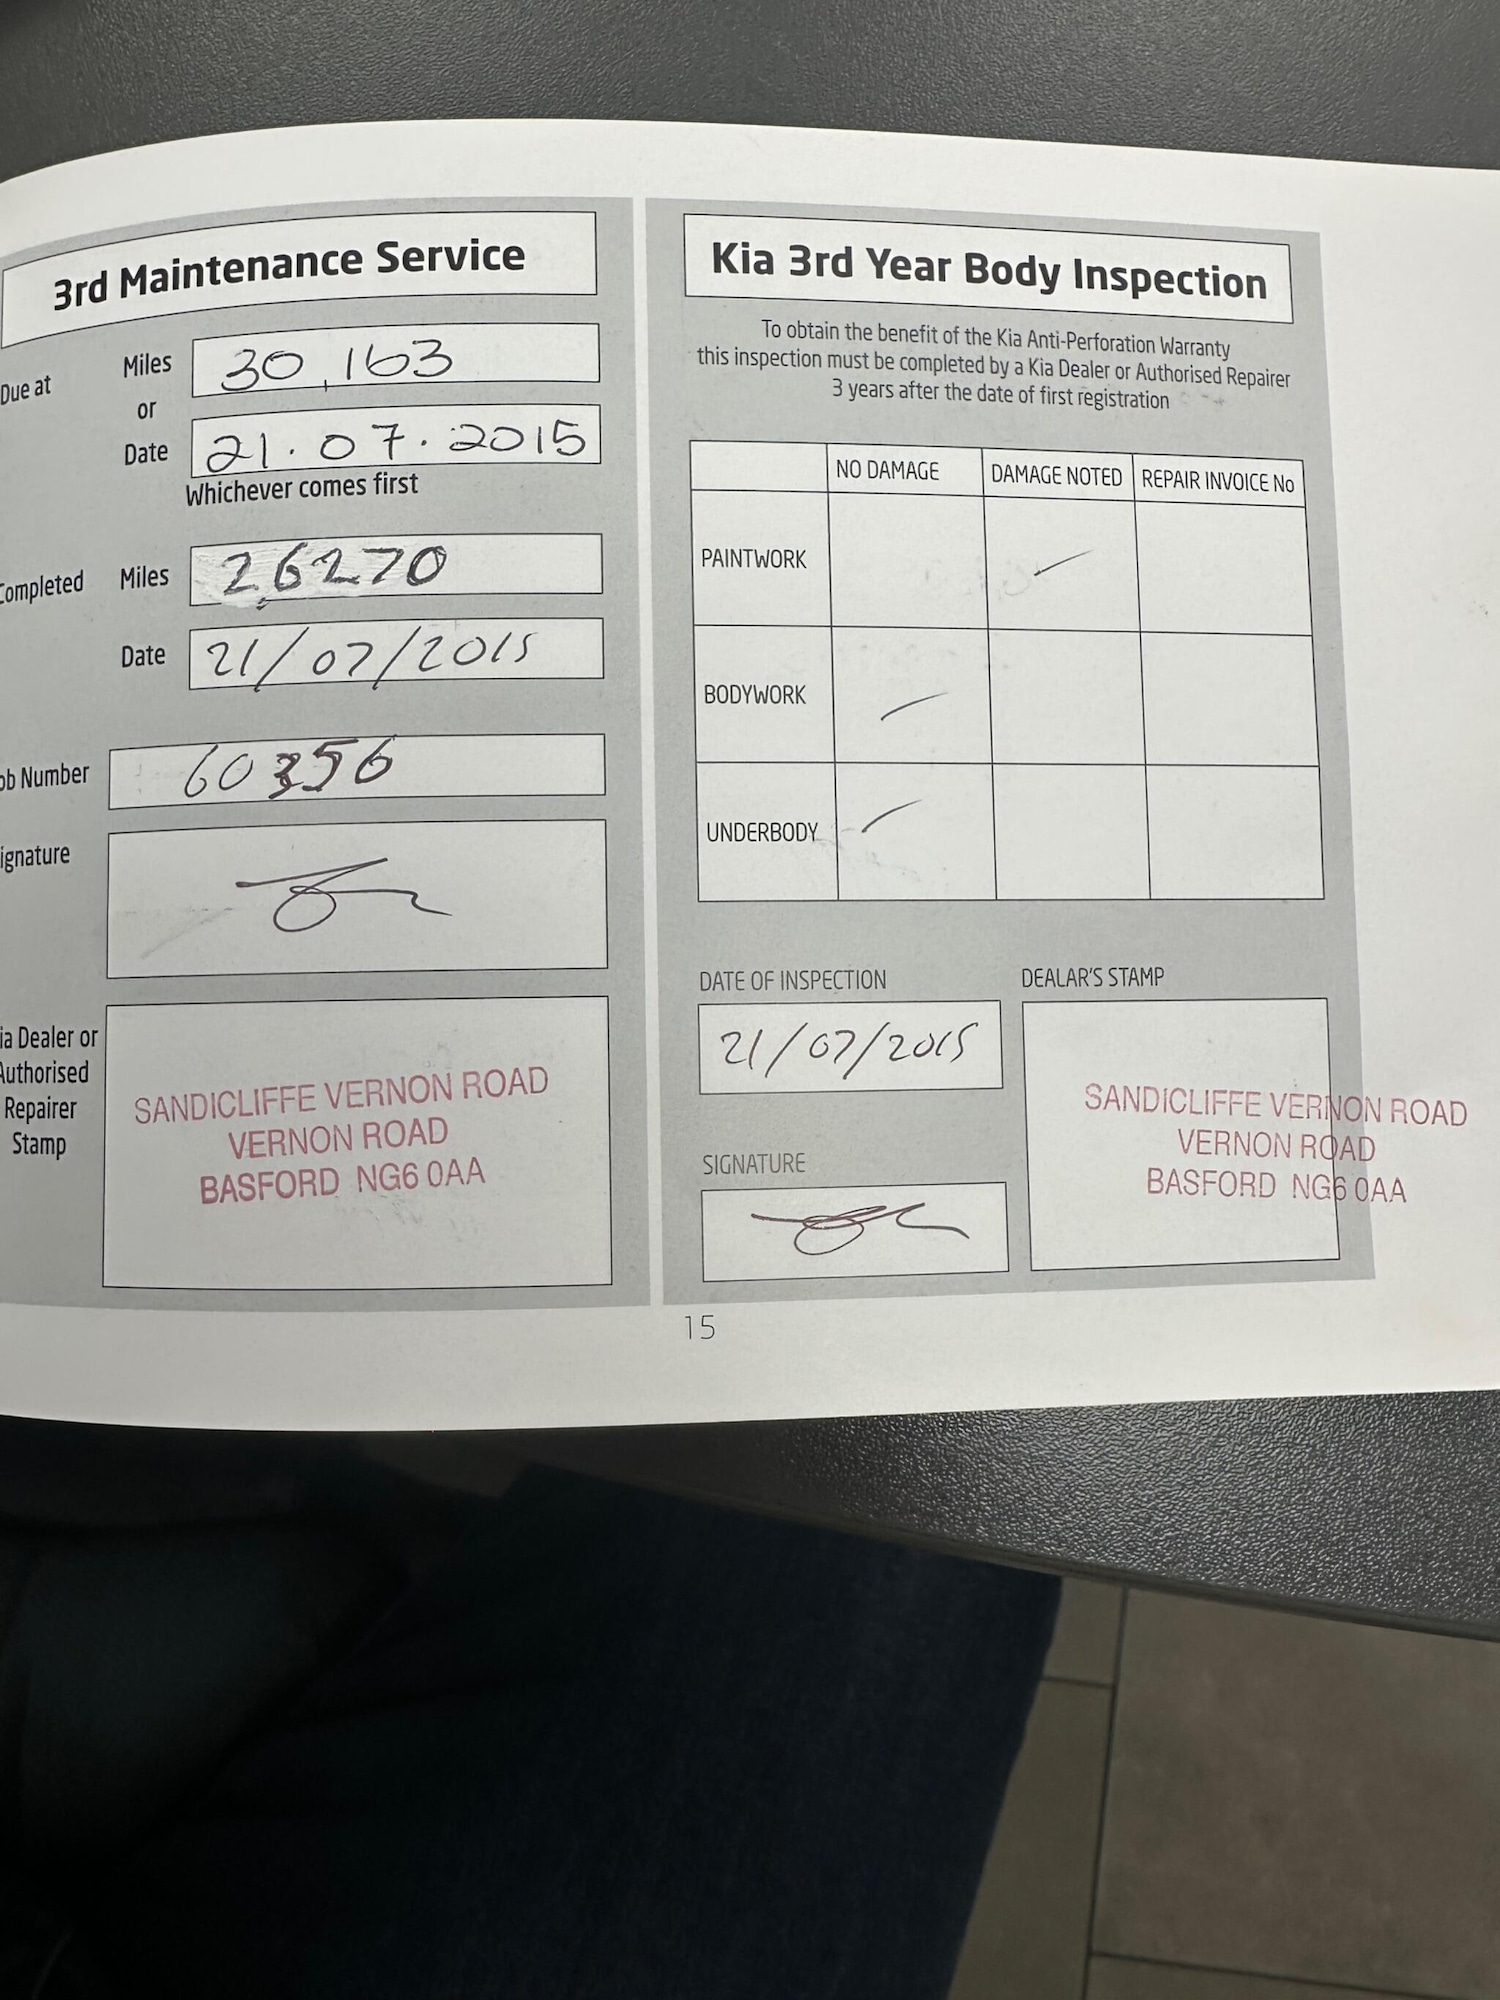 3rd Maintenance Service
Due at
Miles
30,163
or
Date
21.07.2015
Whichever comes first
Completed
Miles
26270
Date
21/07/2015
ob Number
60356
ignature
ia Dealer or
Authorised
Repairer
Stamp
SANDICLIFFE VERNON ROAD
VERNON ROAD
BASFORD NG6 0AA
Kia 3rd Year Body Inspection
To obtain the benefit of the Kia Anti-Perforation Warranty
this inspection must be completed by a Kia Dealer or Authorised Repairer
3 years after the date of first registration
NO DAMAGE DAMAGE NOTED REPAIR INVOICE No
PAINTWORK
BODYWORK
UNDERBODY
DATE OF INSPECTION
21/07/2015
SIGNATURE
DEALAR'S STAMP
SANDICLIFFE VERNON ROAD
VERNON ROAD
BASFORD NG6 0AA
15